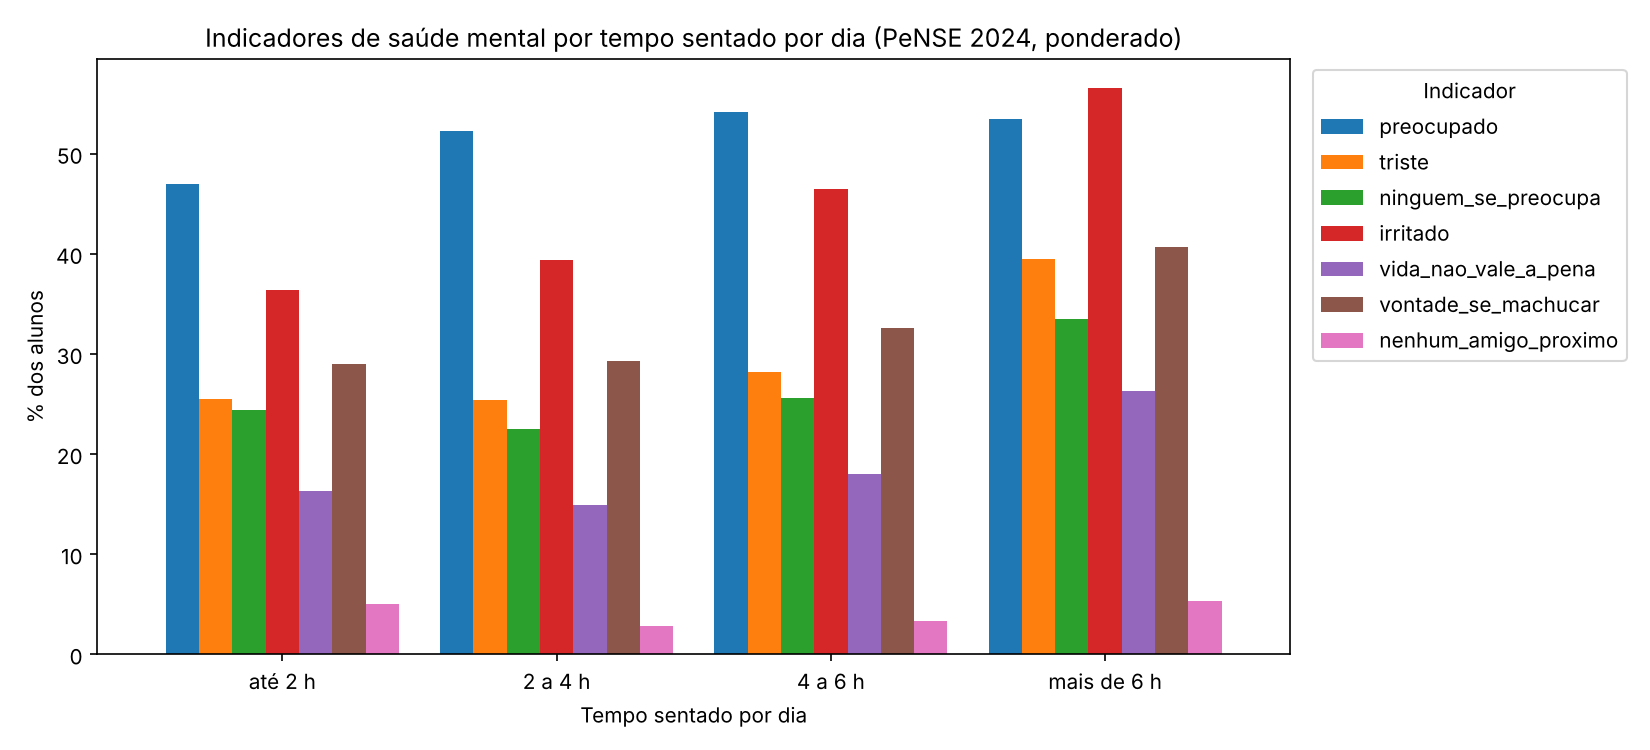 Indicadores de saúde mental por tempo sentado por dia (PeNSE 2024, ponderado)
Indicador
preocupado
triste
ninguem_se_preocupa
irritado
vida_nao_vale_a_pena
vontade_se_machucar
nenhum_amigo_proximo
% dos alunos
50
40
30
20
10
0
até 2 h
2 a 4 h
4 a 6 h
mais de 6 h
Tempo sentado por dia